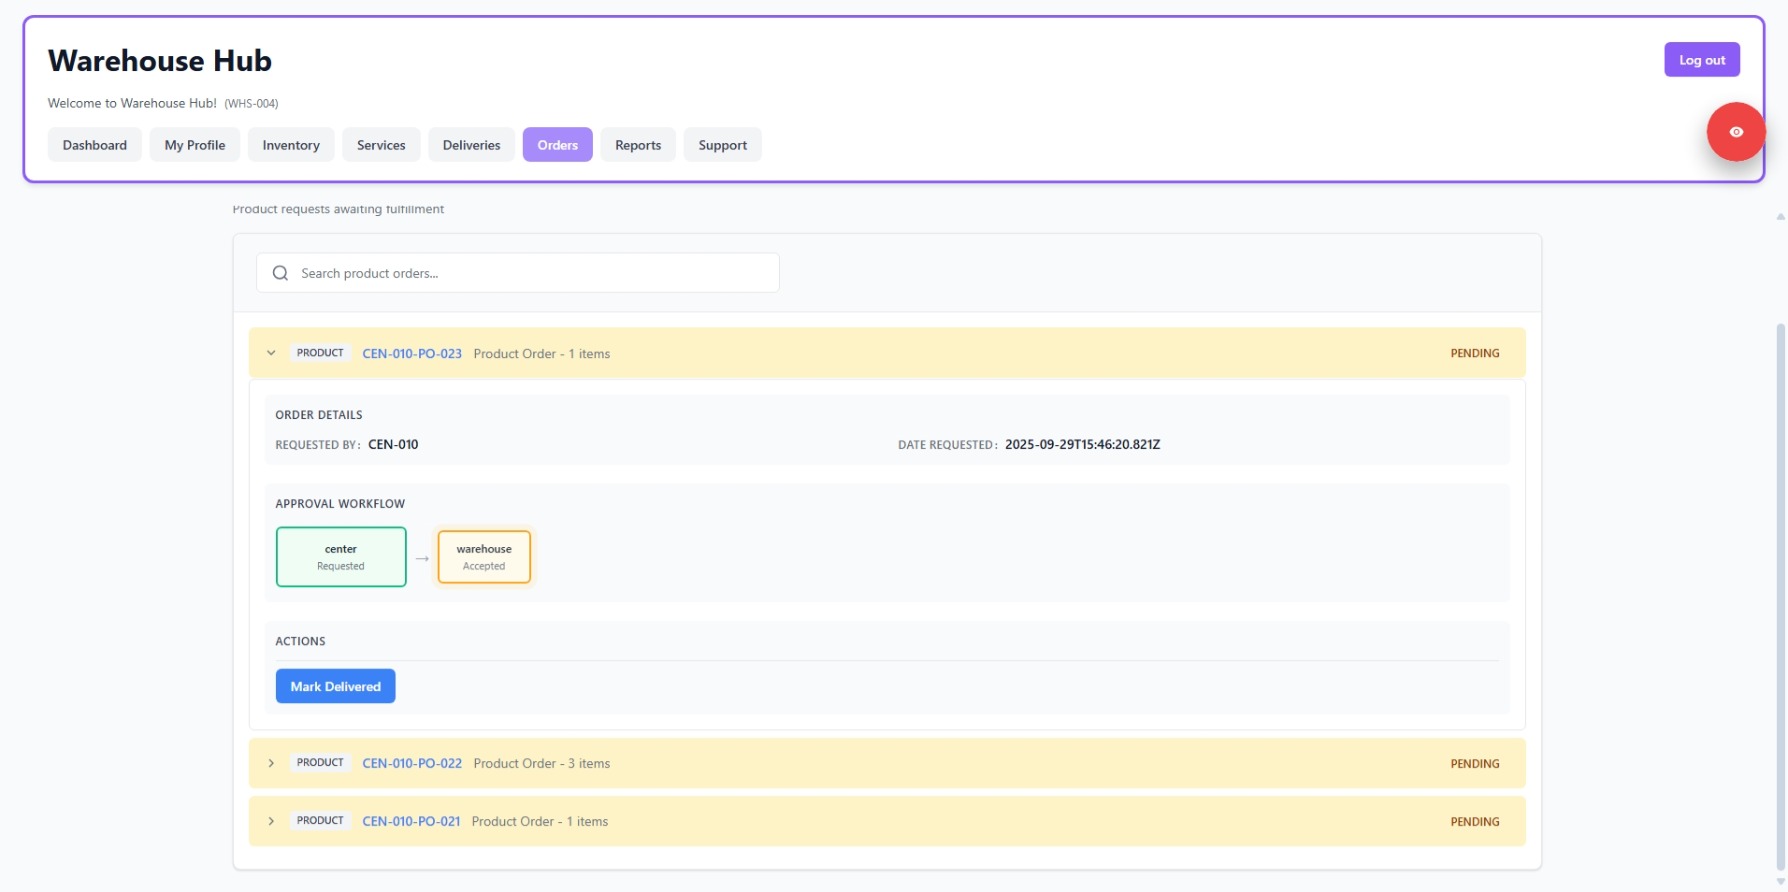 Warehouse Hub
Log out
Welcome to Warehouse Hub! (WHS-004)
Dashboard My Profile Inventory Services Deliveries Orders Reports Support
Product requests awaiting fulfillment
Search product orders...
PRODUCT CEN-010-PO-023 Product Order - 1 items PENDING
ORDER DETAILS
REQUESTED BY: CEN-010 DATE REQUESTED: 2025-09-29T15:46:20.821Z
APPROVAL WORKFLOW
center → warehouse
Requested Accepted
ACTIONS
Mark Delivered
PRODUCT CEN-010-PO-022 Product Order - 3 items PENDING
PRODUCT CEN-010-PO-021 Product Order - 1 items PENDING